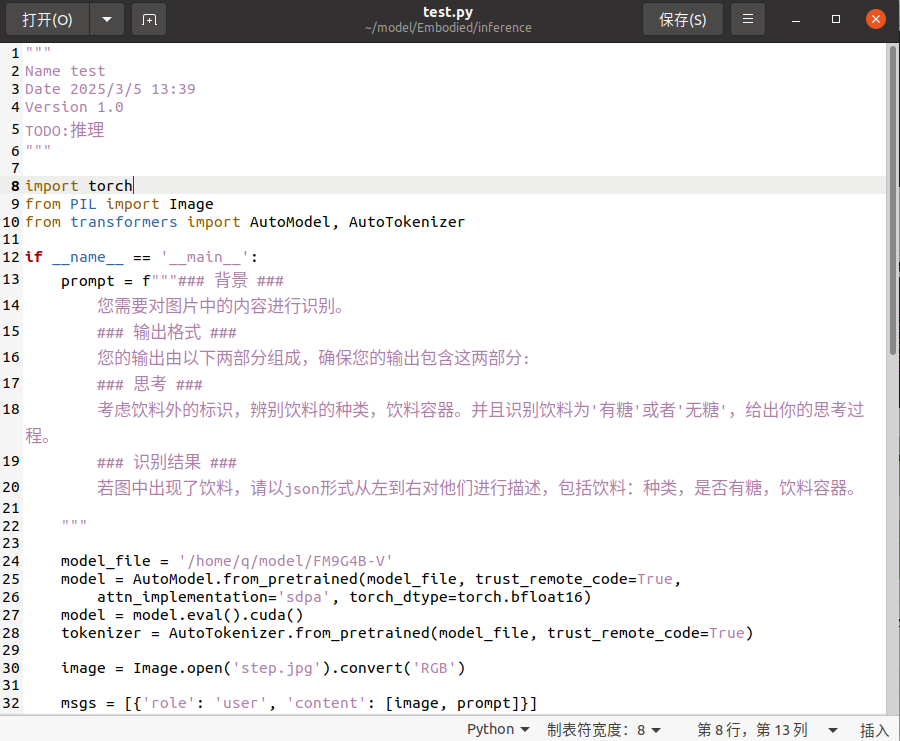 打开(O)
test.py
~/model/Embodied/inference
保存(S)
1 """
2 Name test
3 Date 2025/3/5 13:39
4 Version 1.0
5 TODO:推理
6 """
7
8 import torch
9 from PIL import Image
10 from transformers import AutoModel, AutoTokenizer
11
12 if __name__ == '__main__':
13     prompt = f"""### 背景 ###
14         您需要对图片中的内容进行识别。
15         ### 输出格式 ###
16         您的输出由以下两部分组成，确保您的输出包含这两部分:
17         ### 思考 ###
18         考虑饮料外的标识，辨别饮料的种类，饮料容器。并且识别饮料为'有糖'或者'无糖'，给出你的思考过
程。
19         ### 识别结果 ###
20         若图中出现了饮料，请以json形式从左到右对他们进行描述，包括饮料：种类，是否有糖，饮料容器。
21
22     """
23
24     model_file = '/home/q/model/FM9G4B-V'
25     model = AutoModel.from_pretrained(model_file, trust_remote_code=True,
26         attn_implementation='sdpa', torch_dtype=torch.bfloat16)
27     model = model.eval().cuda()
28     tokenizer = AutoTokenizer.from_pretrained(model_file, trust_remote_code=True)
29
30     image = Image.open('step.jpg').convert('RGB')
31
32     msgs = [{'role': 'user', 'content': [image, prompt]}]
Python 制表符宽度：8 第 8 行，第 13 列 插入